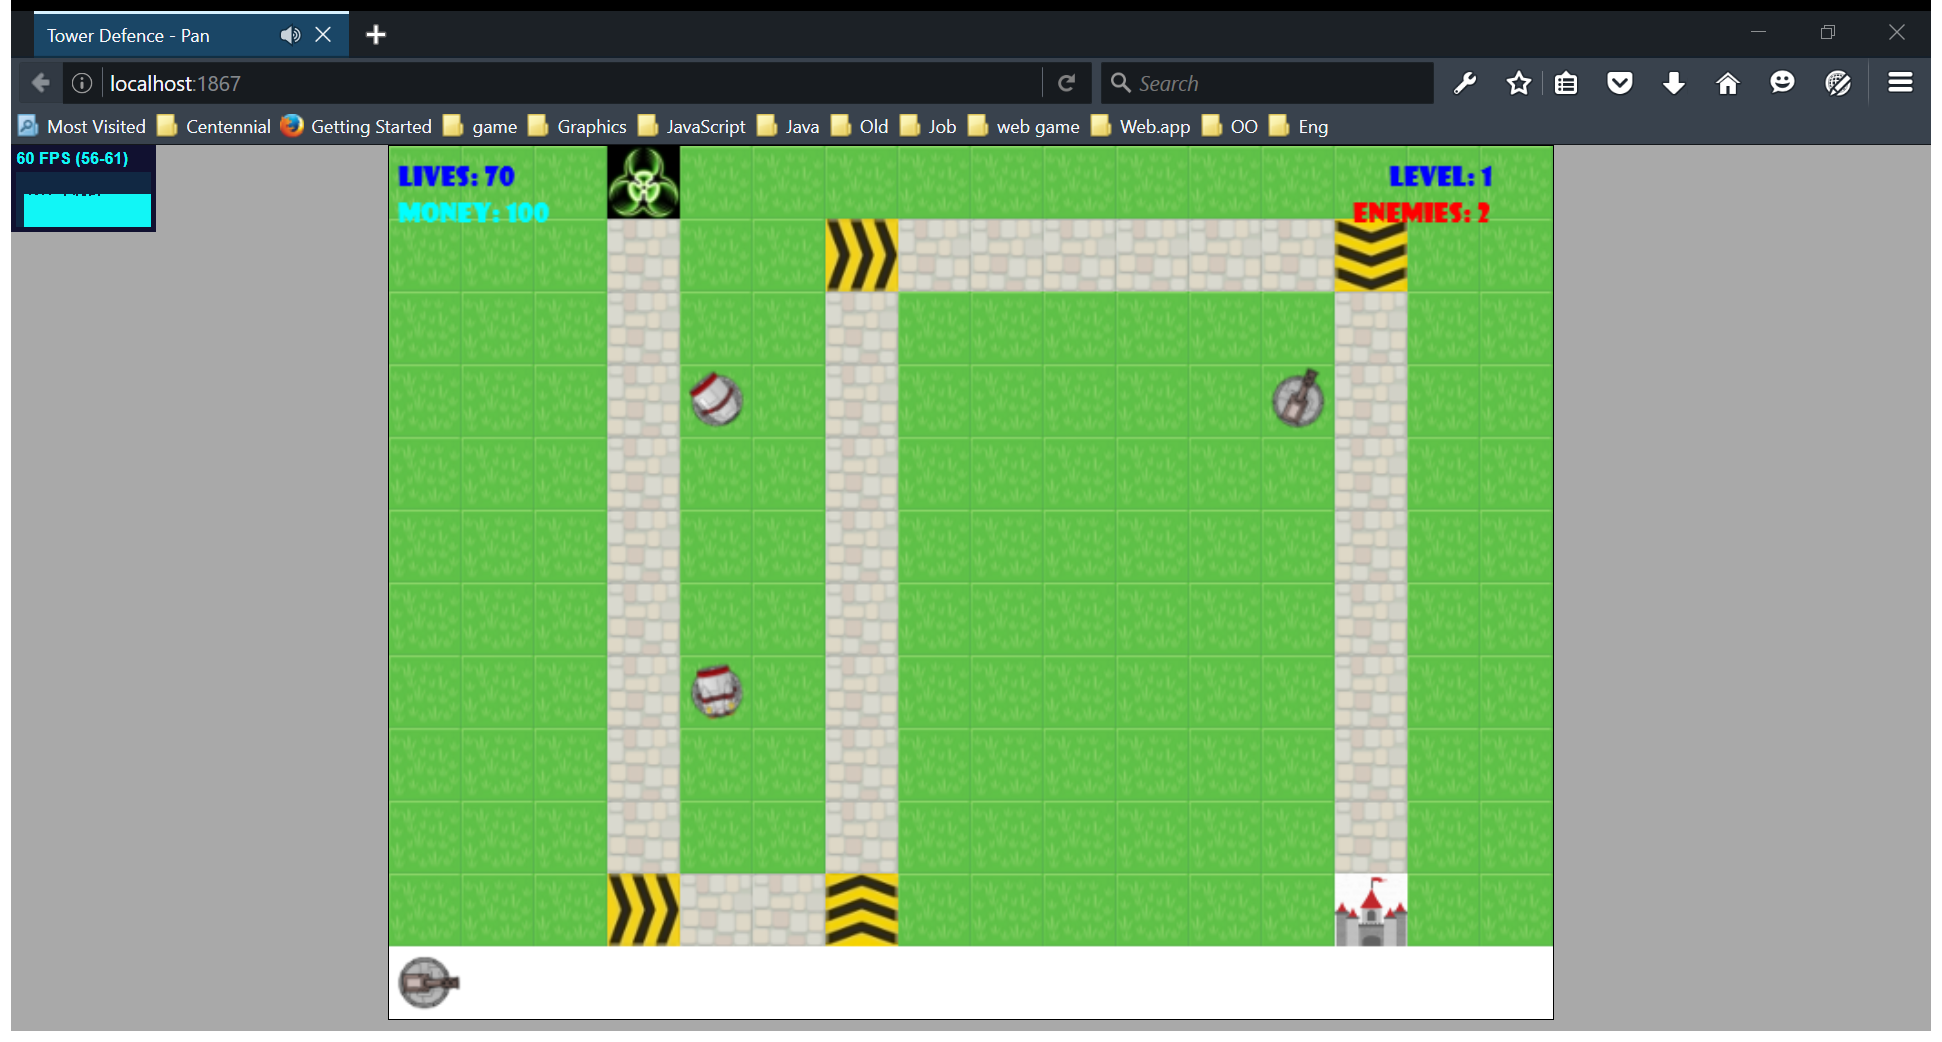 Tower Defence - Pan
localhost:1867
Search
Most Visited Centennial Getting Started game Graphics JavaScript Java Old Job web game Web.app OO Eng
60 FPS (56-61)
LIVES: 70
LEVEL: 1
MONEY: 100
ENEMIES: 2